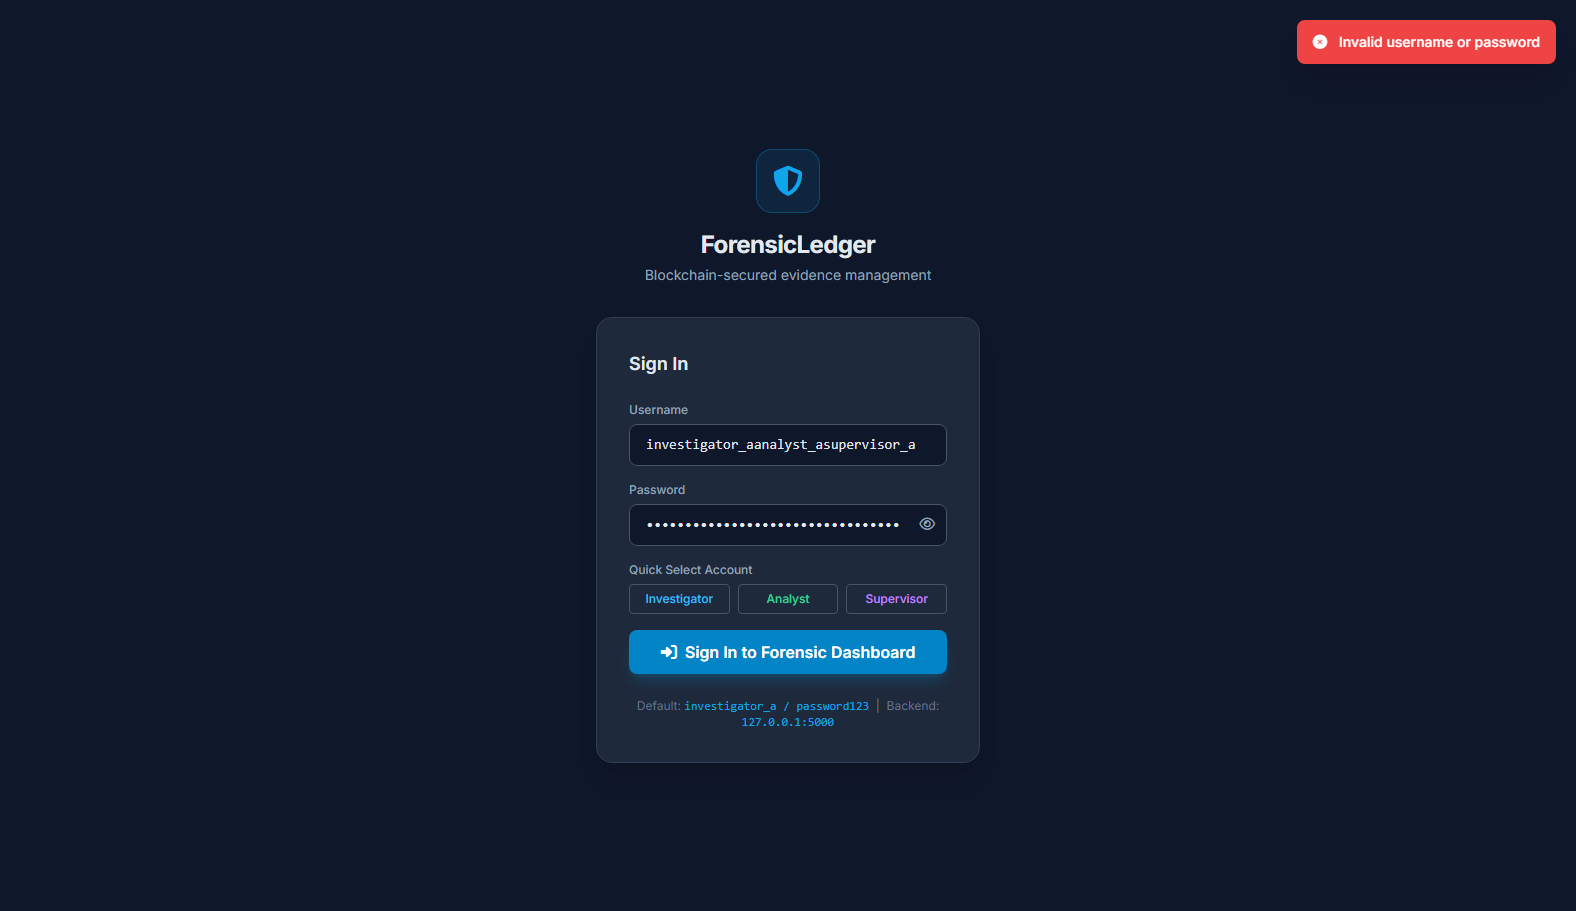 Invalid username or password
ForensicLedger
Blockchain-secured evidence management
Sign In
Username
investigator_aanalyst_asupervisor_a
Password
•••••••••••••••••••••••••••••••••
Quick Select Account
Investigator Analyst Supervisor
Sign In to Forensic Dashboard
Default: investigator_a / password123 | Backend:
127.0.0.1:5000